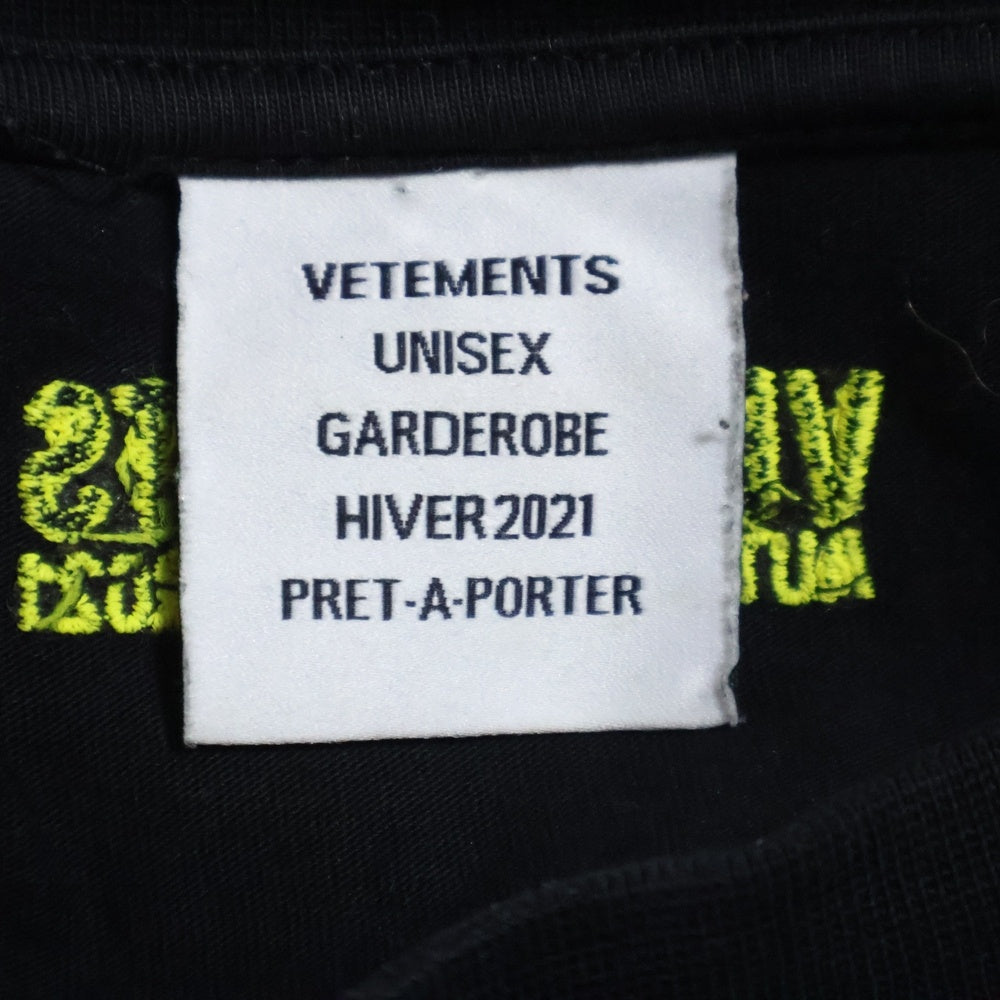 VETEMENTS
UNISEX
GARDEROBE
HIVER 2021
PRET-A-PORTER